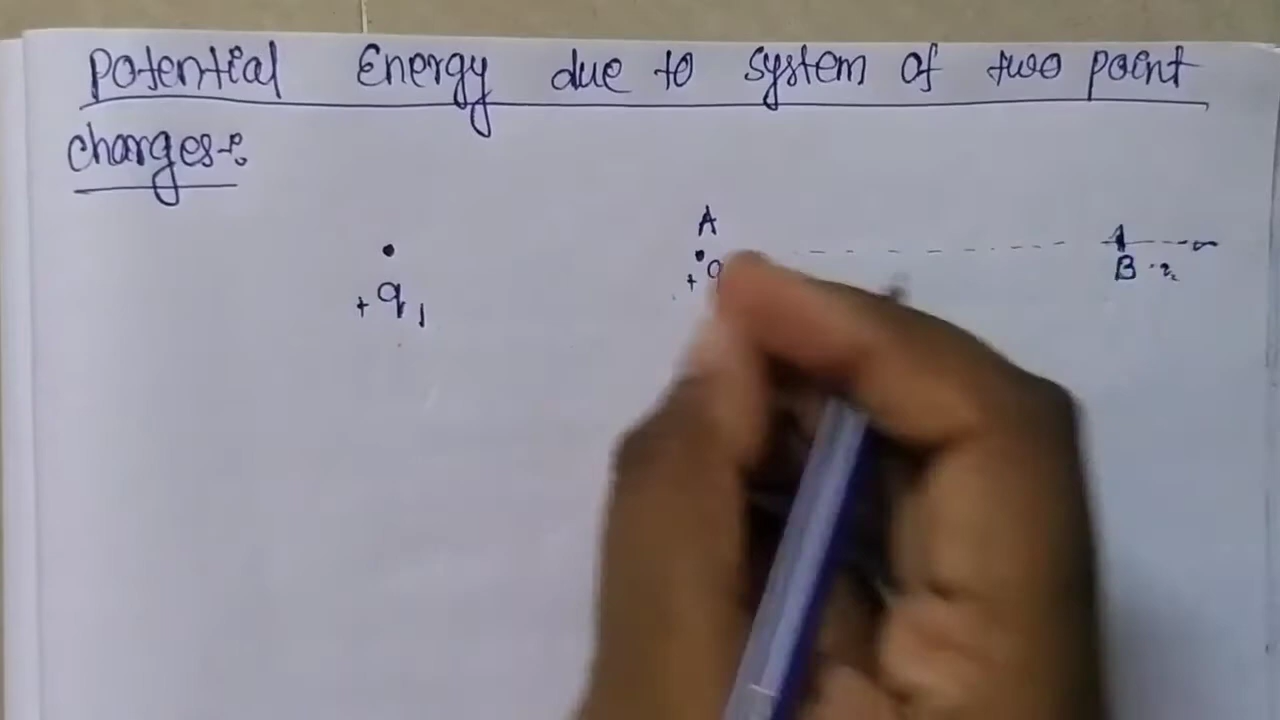 Potential Energy due to system of two point
charges:
A
+q
+q1
B